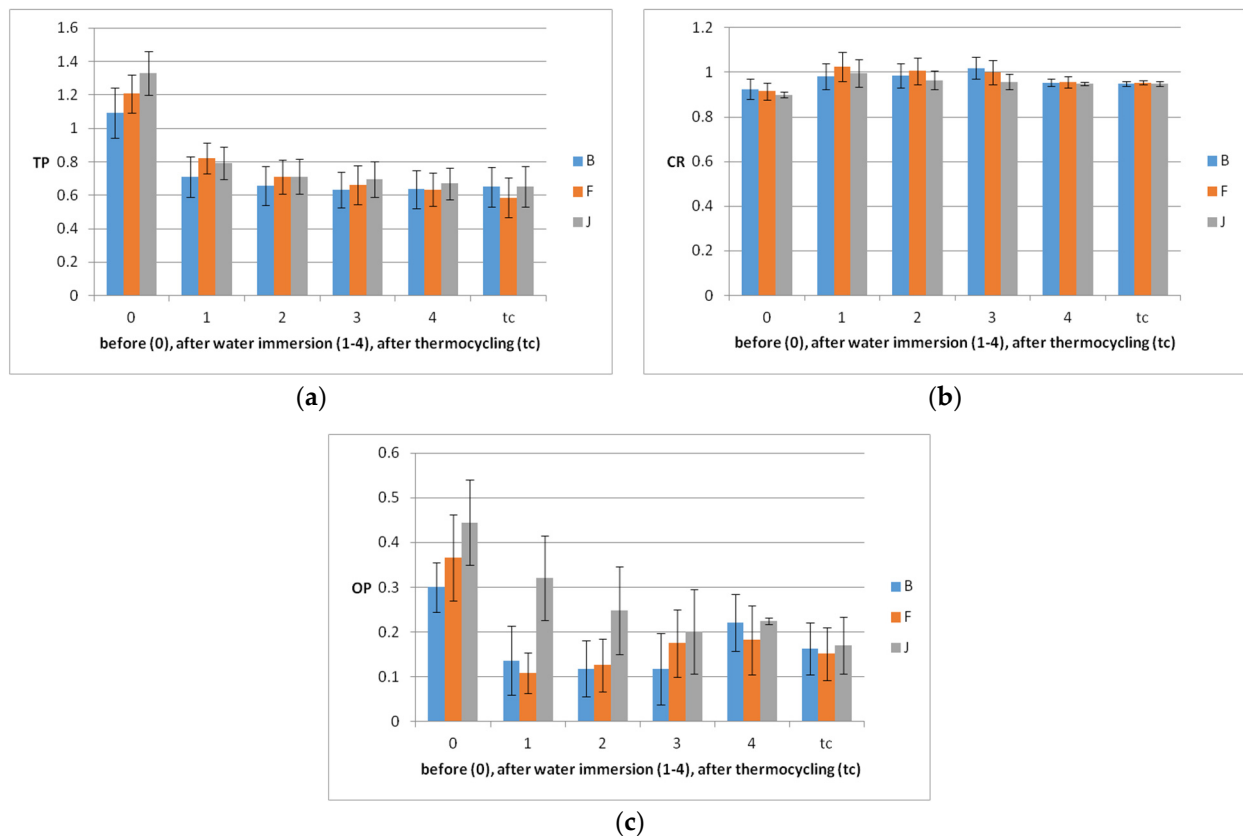 1.6
1.4
1.2
1
0.8
0.6
0.4
0.2
0
TP
B
F
J
0 1 2 3 4 tc
before (0), after water immersion (1-4), after thermocycling (tc)
(a)
1.2
1
0.8
0.6
0.4
0.2
0
CR
B
F
J
0 1 2 3 4 tc
before (0), after water immersion (1-4), after thermocycling (tc)
(b)
0.6
0.5
0.4
0.3
0.2
0.1
0
OP
B
F
J
0 1 2 3 4 tc
before (0), after water immersion (1-4), after thermocycling (tc)
(c)